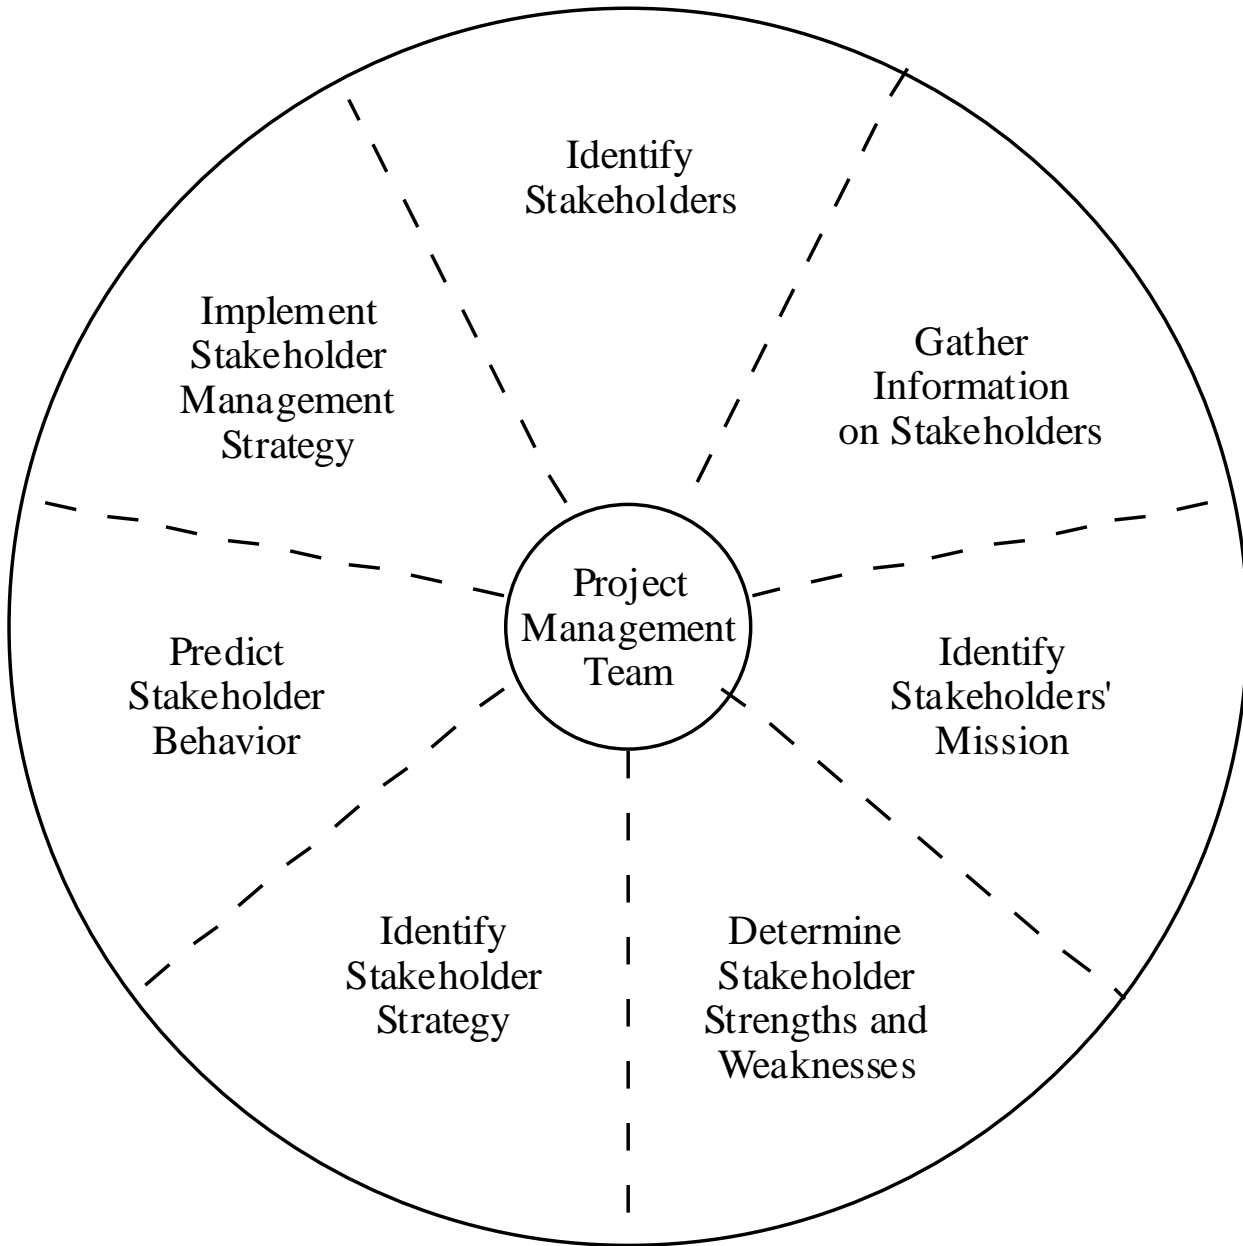 Identify
Stakeholders
Gather
Information
on Stakeholders
Identify
Stakeholders'
Mission
Determine
Stakeholder
Strengths and
Weaknesses
Identify
Stakeholder
Strategy
Predict
Stakeholder
Behavior
Implement
Stakeholder
Management
Strategy
Project
Management
Team